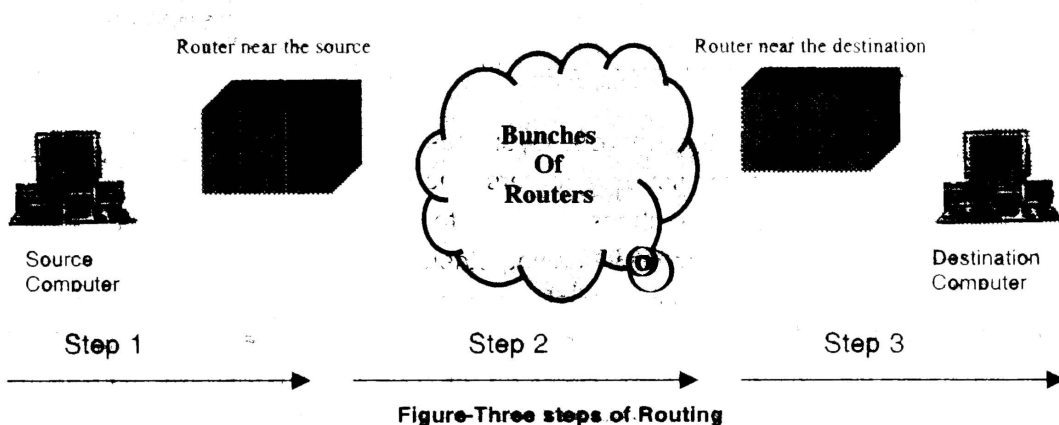 Router near the source
Router near the destination
Bunches
Of
Routers
Source
Computer
Destination
Computer
Step 1
Step 2
Step 3
Figure-Three steps of Routing